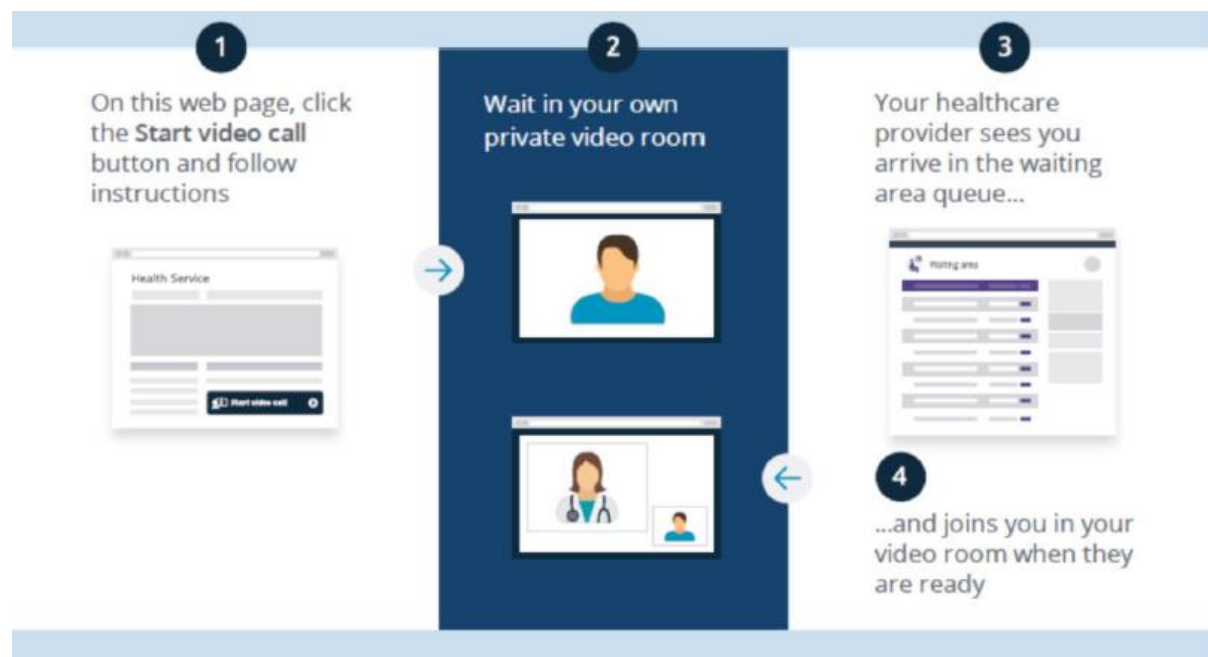 1
On this web page, click
the Start video call
button and follow
instructions
Health Service
Start video call
2
Wait in your own
private video room
3
Your healthcare
provider sees you
arrive in the waiting
area queue...
Waiting area
4
...and joins you in your
video room when they
are ready